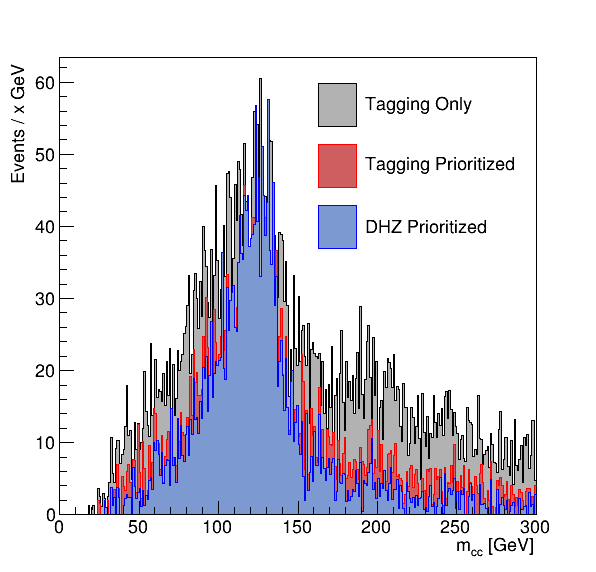 Events / x GeV
60
50
40
30
20
10
0
Tagging Only
Tagging Prioritized
DHZ Prioritized
0 50 100 150 200 250 300
m_cc [GeV]